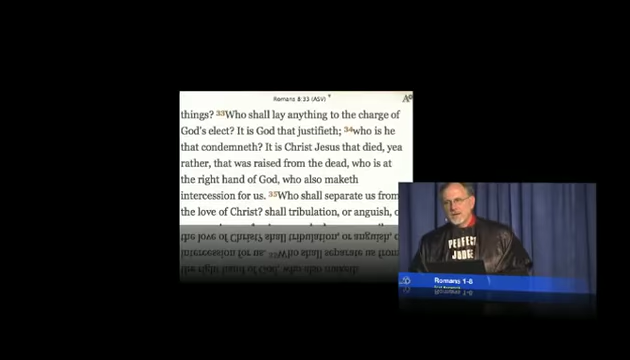 Romans 8:33 (ASV)
things? 33Who shall lay anything to the charge of
God's elect? It is God that justifieth; 34who is he
that condemneth? It is Christ Jesus that died, yea
rather, that was raised from the dead, who is at
the right hand of God, who also maketh
intercession for us. 35Who shall separate us from
the love of Christ? shall tribulation, or anguish,
PERFECT
JUDGE
Romans 1-8